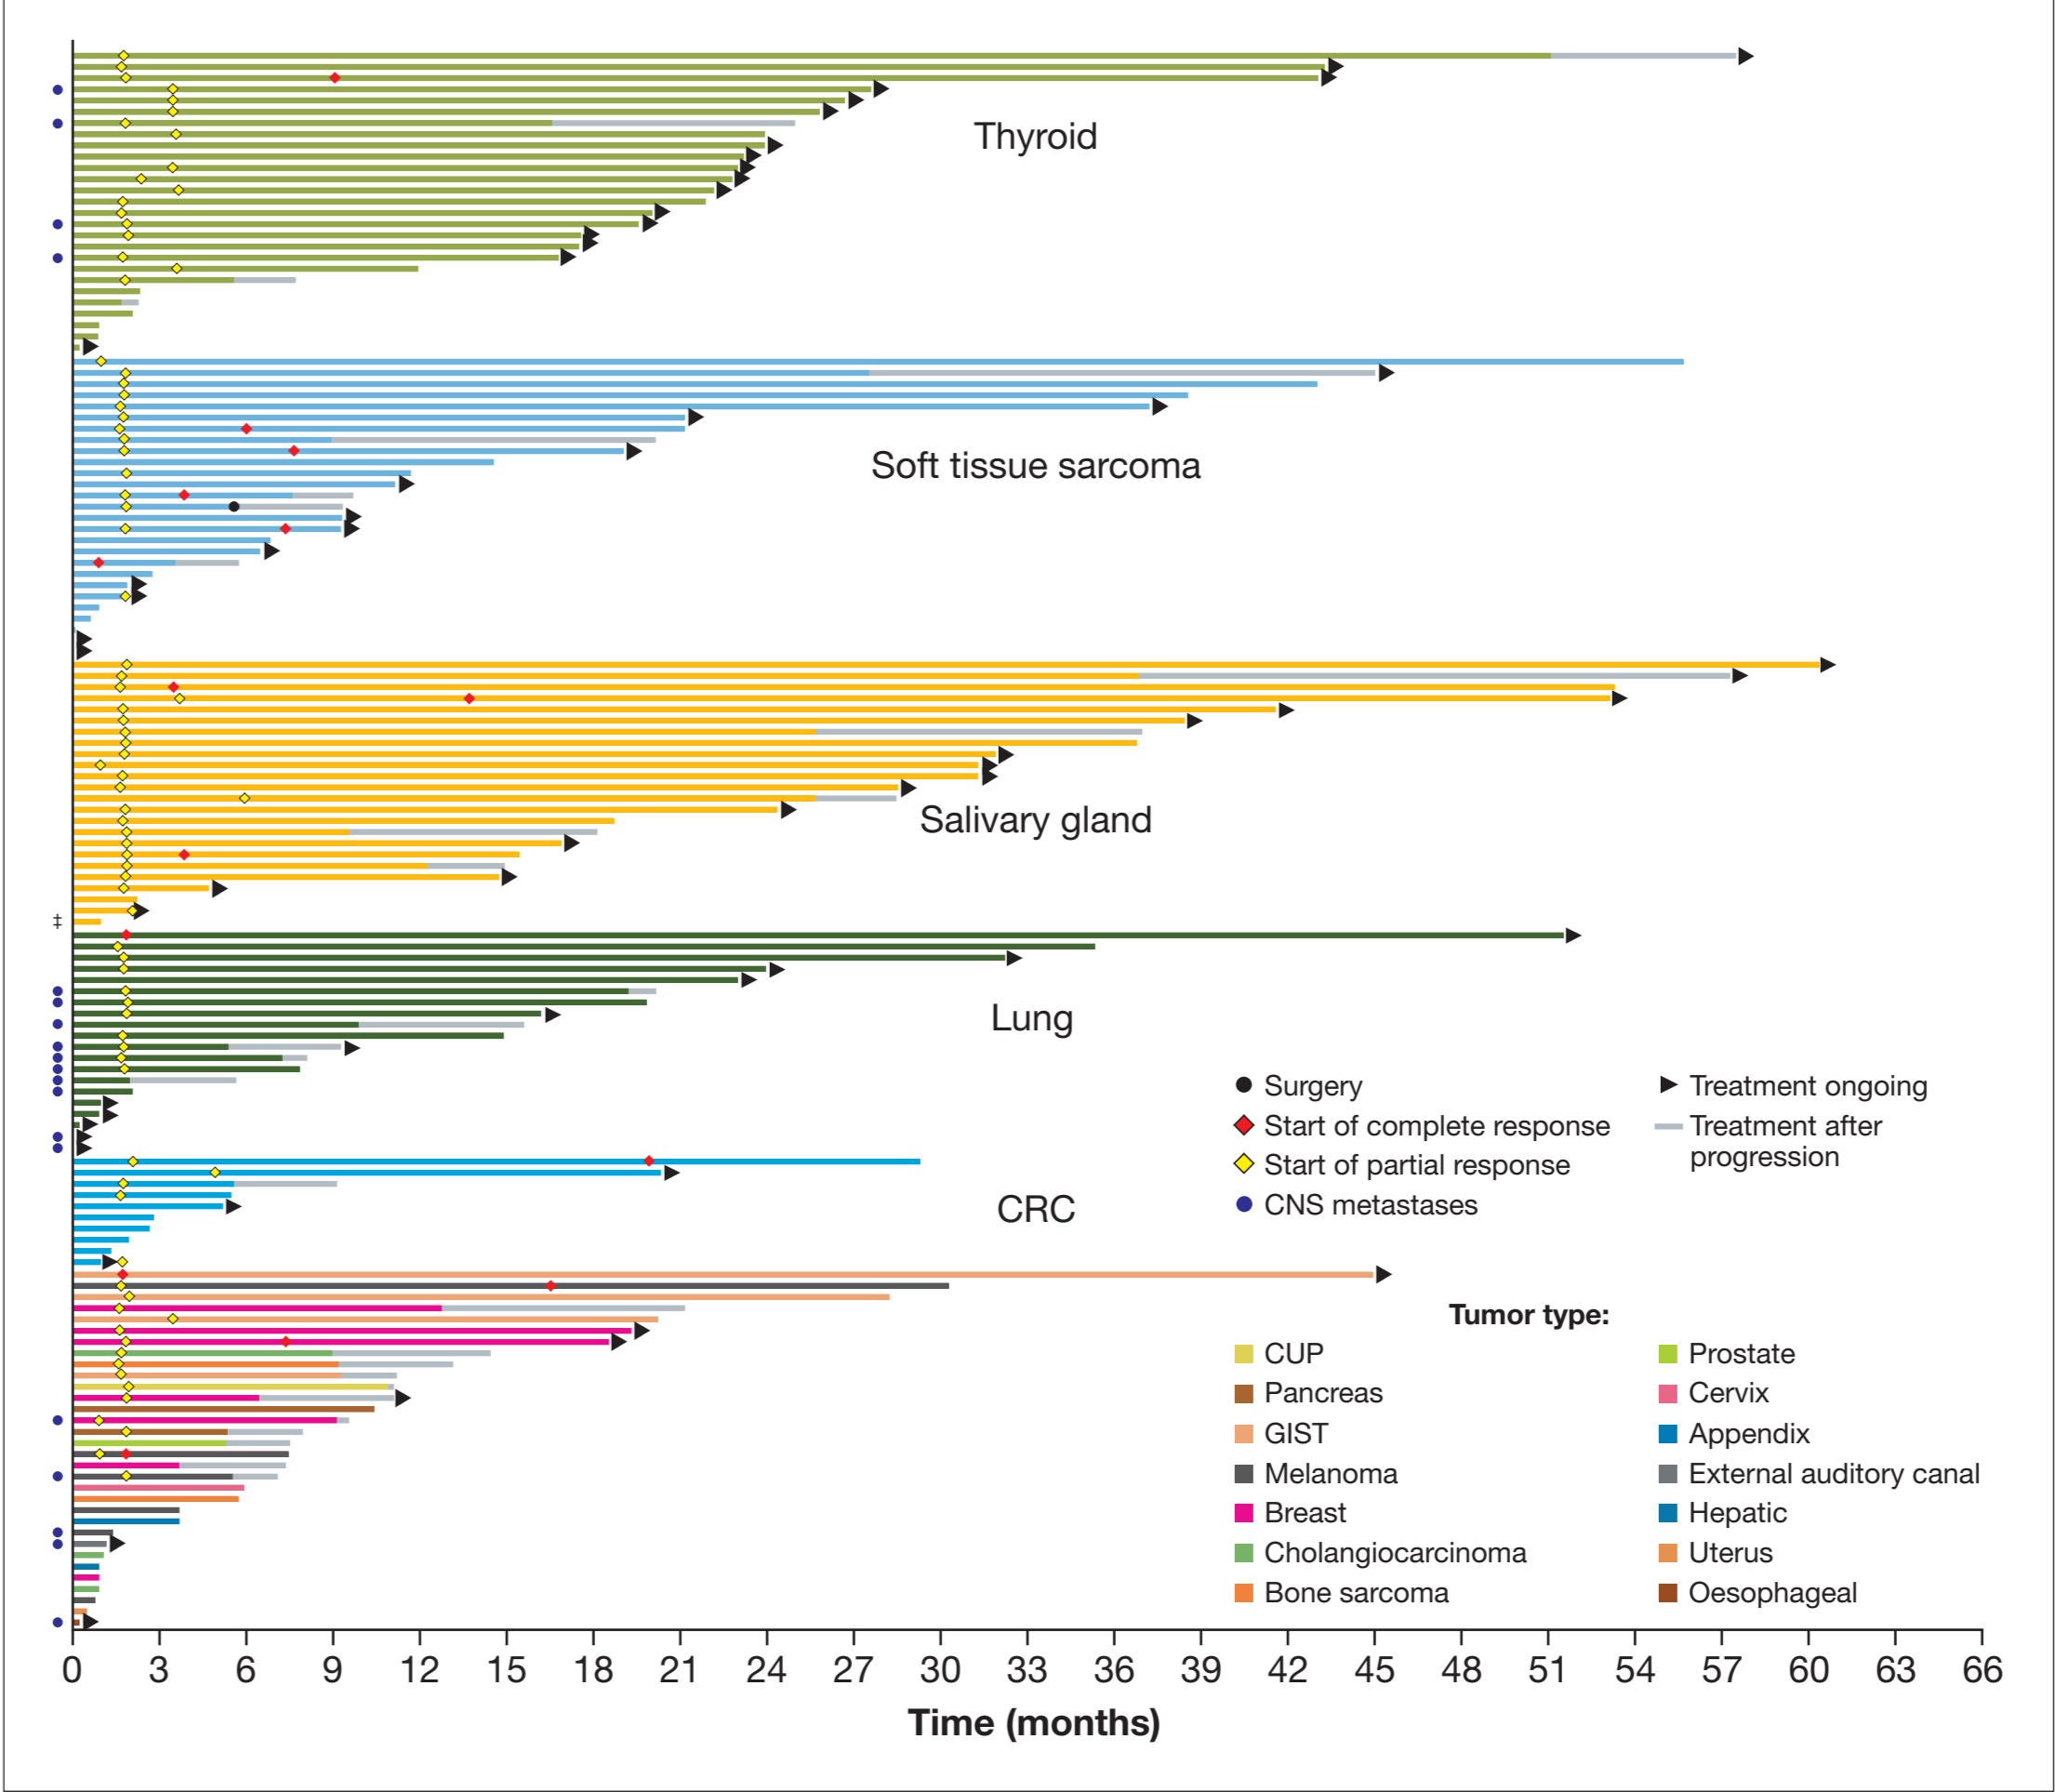 Thyroid
Soft tissue sarcoma
Salivary gland
‡
Lung
CRC
Surgery
Start of complete response
Start of partial response
CNS metastases
Treatment ongoing
Treatment after
progression
Tumor type:
CUP
Pancreas
GIST
Melanoma
Breast
Cholangiocarcinoma
Bone sarcoma
Prostate
Cervix
Appendix
External auditory canal
Hepatic
Uterus
Oesophageal
0 3 6 9 12 15 18 21 24 27 30 33 36 39 42 45 48 51 54 57 60 63 66
Time (months)